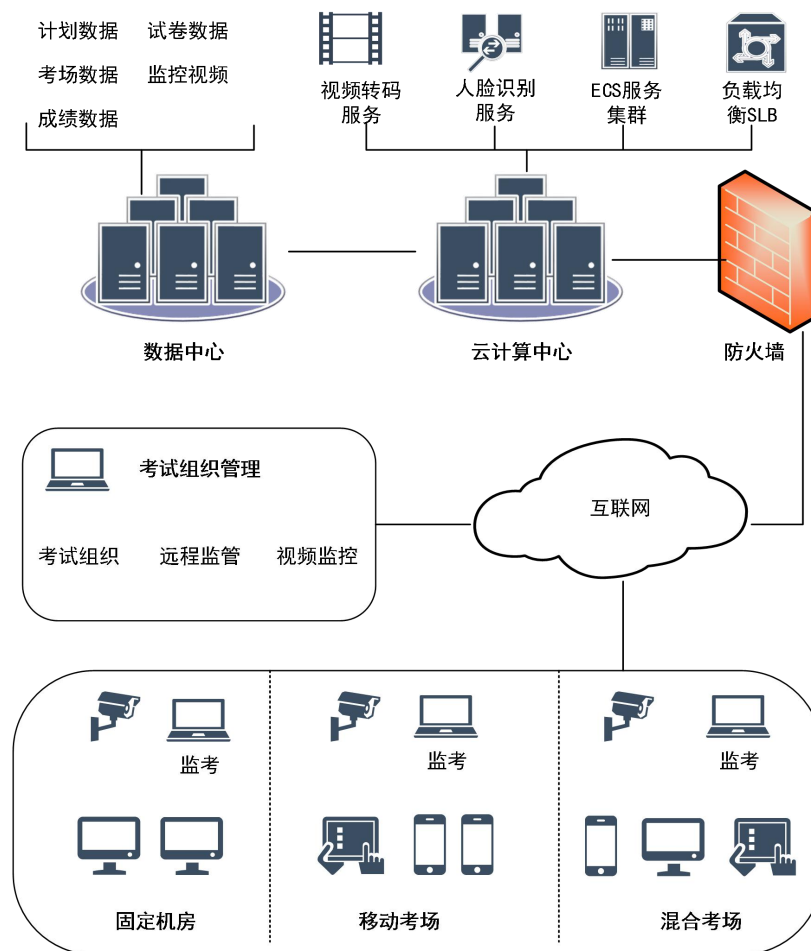 计划数据 试卷数据
考场数据 监控视频
成绩数据
视频转码
服务
人脸识别
服务
ECS服务
集群
负载均
衡SLB
数据中心
云计算中心
防火墙
考试组织管理
考试组织 远程监管 视频监控
互联网
监考
监考
监考
固定机房
移动考场
混合考场